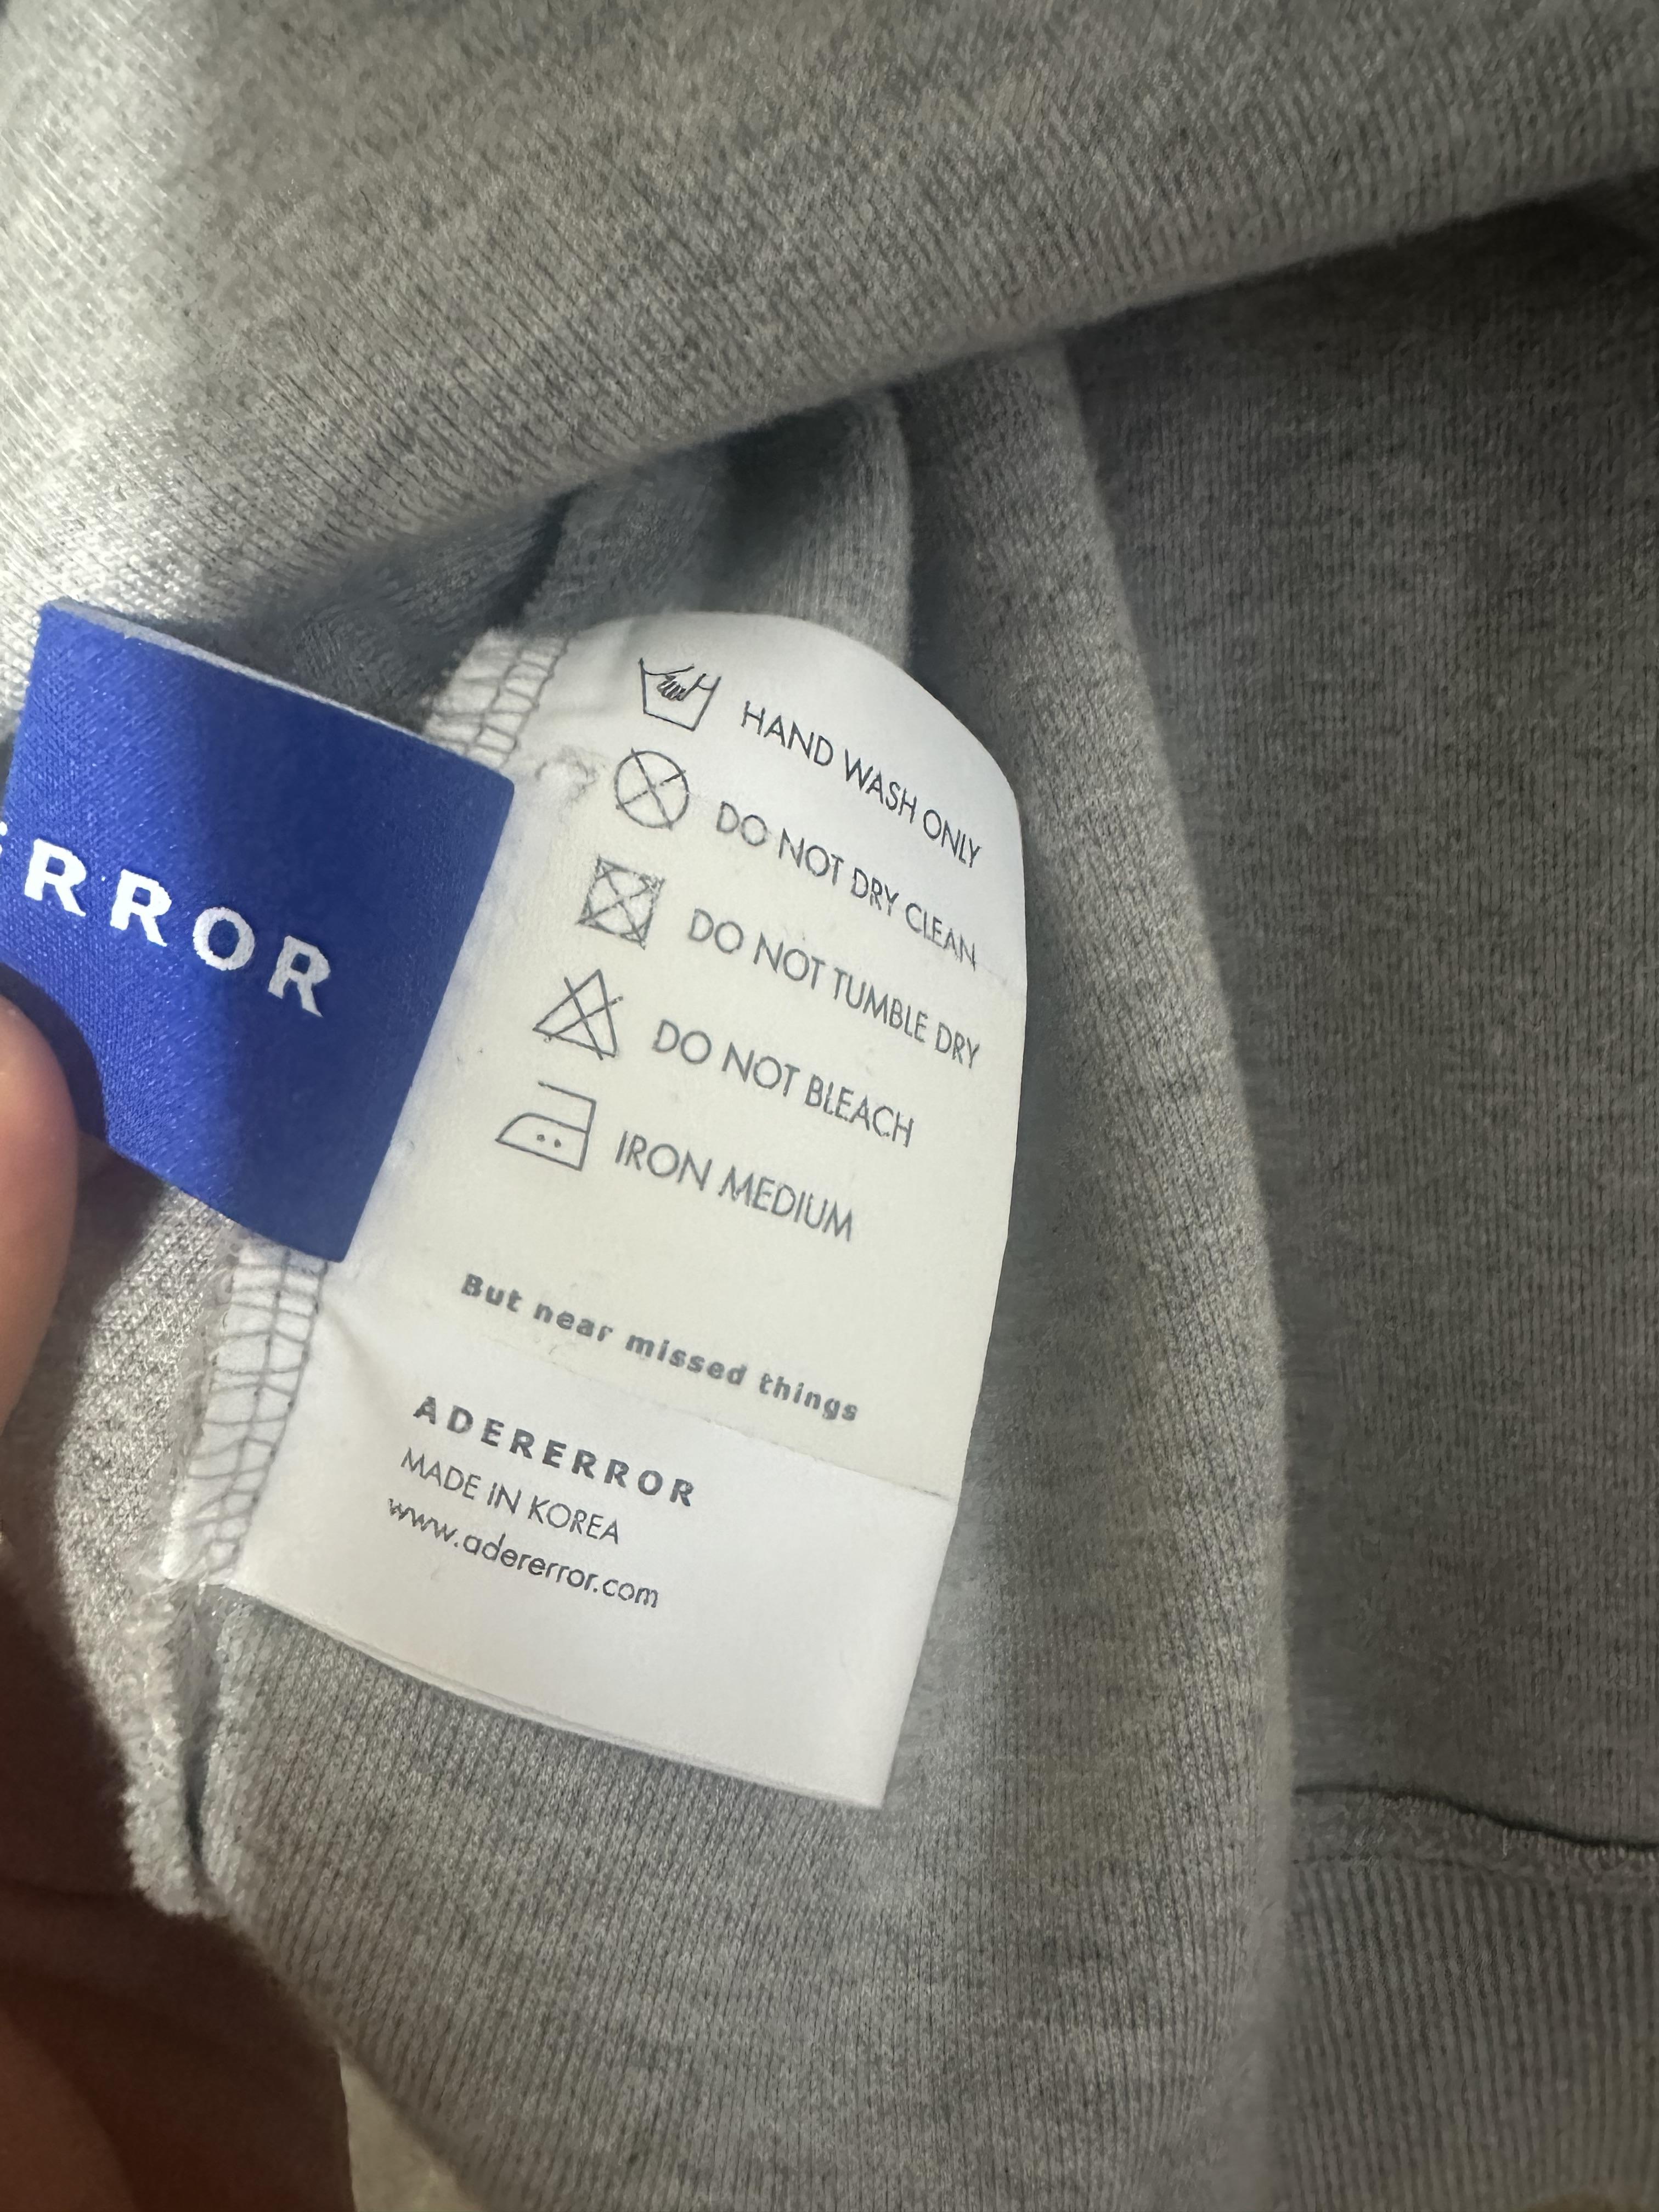 RROR
HAND WASH ONLY
DO NOT DRY CLEAN
DO NOT TUMBLE DRY
DO NOT BLEACH
IRON MEDIUM
But near missed things
ADERERROR
MADE IN KOREA
www.adererror.com